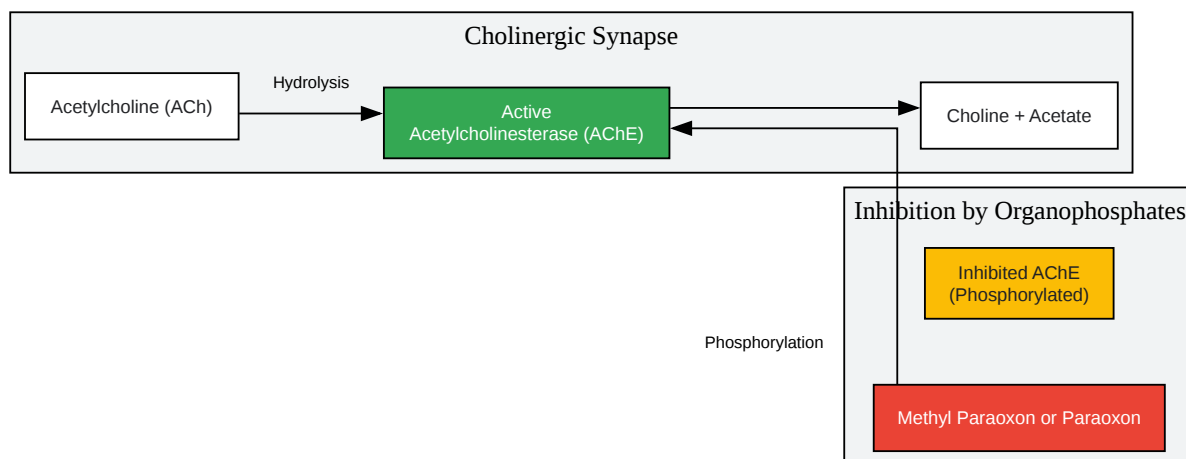 Cholinergic Synapse
Acetylcholine (ACh)
Hydrolysis
Active
Acetylcholinesterase (AChE)
Choline + Acetate
Inhibition by Organophosphates
Inhibited AChE
(Phosphorylated)
Phosphorylation
Methyl Paraoxon or Paraoxon